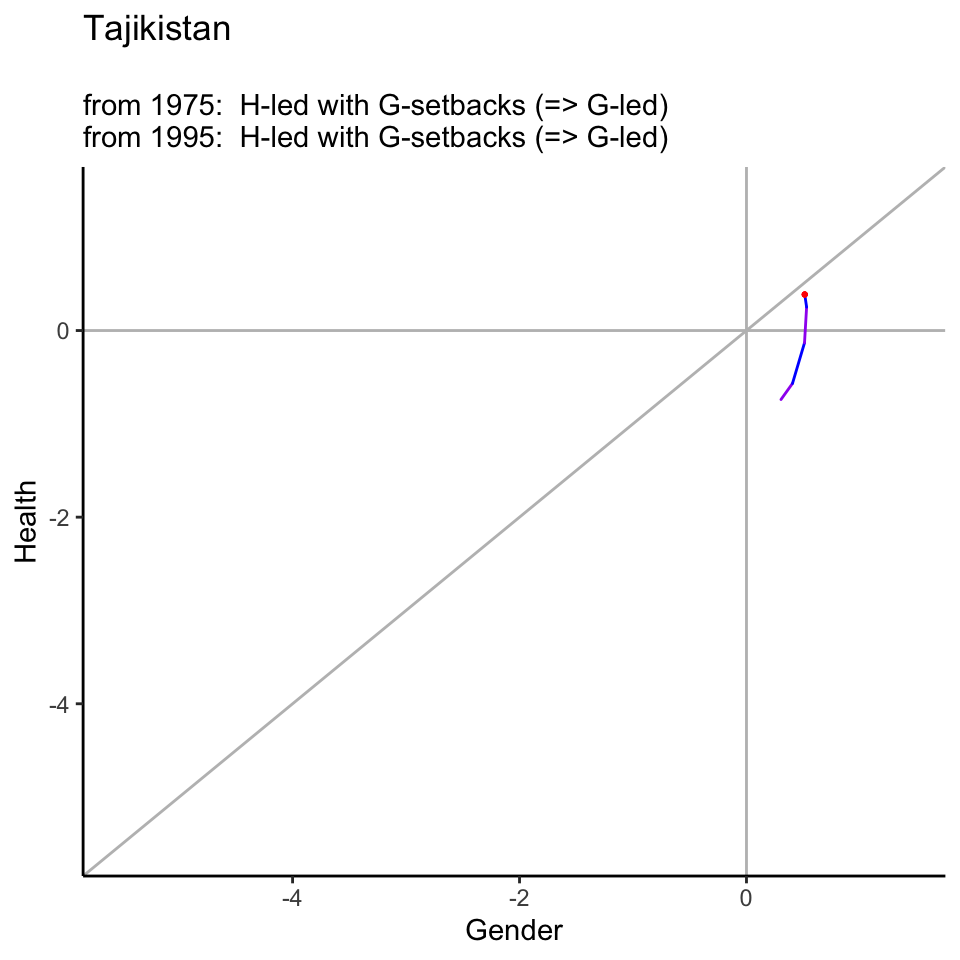 Tajikistan
from 1975:  H-led with G-setbacks (=> G-led)
from 1995:  H-led with G-setbacks (=> G-led)
Health
0
-2
-4
-4
-2
0
Gender